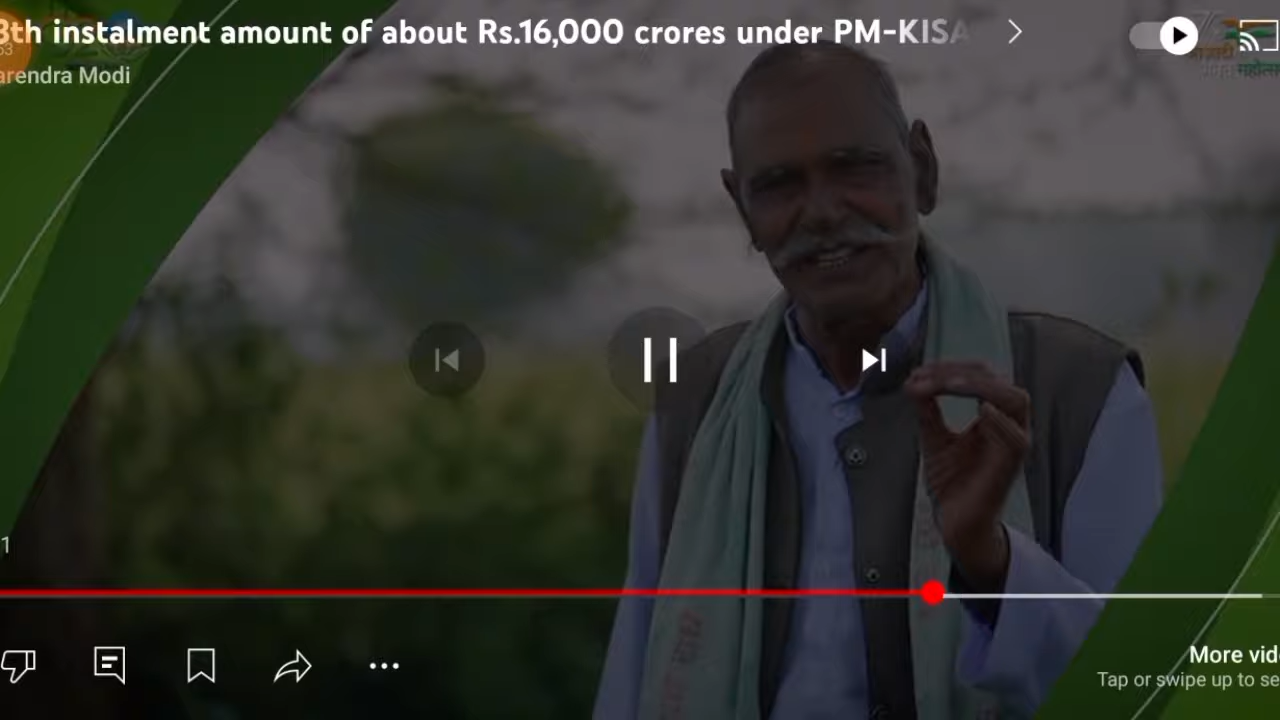 3th instalment amount of about Rs.16,000 crores under PM-KISA
arendra Modi
1
More vid
Tap or swipe up to se